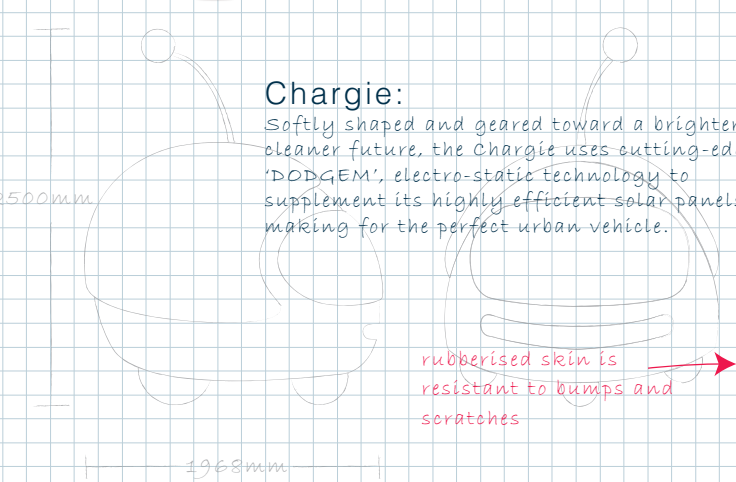 Chargie:
Softly shaped and geared toward a brighter
cleaner future, the Chargie uses cutting-ed
'DODGEM', electro-static technology to
supplement its highly efficient solar panels
making for the perfect urban vehicle.
2500mm
rubberised skin is
resistant to bumps and
scratches
1968mm